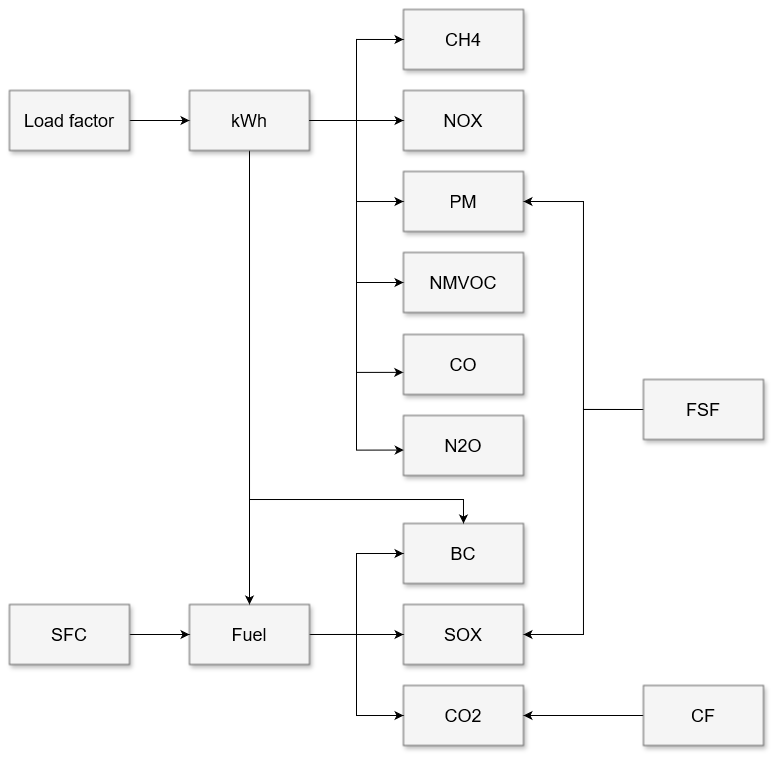 CH4
Load factor
kWh
NOX
PM
NMVOC
CO
FSF
N2O
BC
SFC
Fuel
SOX
CO2
CF